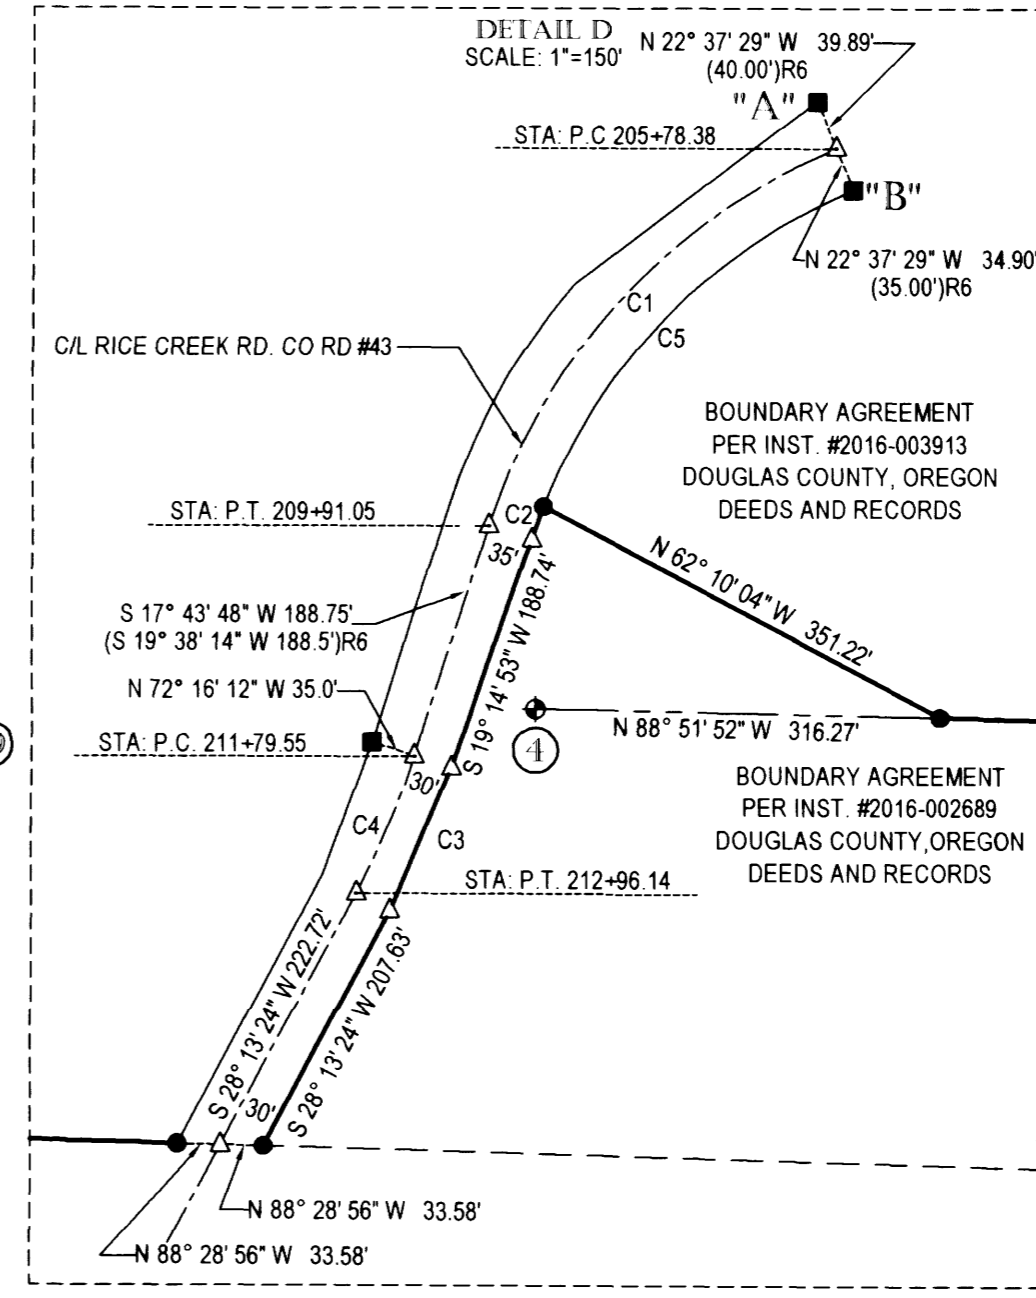 DETAIL D
SCALE: 1"=150'
N 22° 37' 29" W 39.89'
(40.00')R6
"A"
STA: P.C 205+78.38
"B"
N 22° 37' 29" W 34.90'
(35.00')R6
C1
C5
C/L RICE CREEK RD. CO RD #43
BOUNDARY AGREEMENT
PER INST. #2016-003913
DOUGLAS COUNTY, OREGON
DEEDS AND RECORDS
STA: P.T. 209+91.05
C2
35'
N 62° 10' 04" W 351.22'
S 17° 43' 48" W 188.75'
(S 19° 38' 14" W 188.5')R6
S 19° 14' 53" W 188.74'
N 72° 16' 12" W 35.0'
N 88° 51' 52" W 316.27'
STA: P.C. 211+79.55
4
30'
BOUNDARY AGREEMENT
PER INST. #2016-002689
DOUGLAS COUNTY,OREGON
DEEDS AND RECORDS
C4
C3
STA: P.T. 212+96.14
S 28° 13' 24" W 222.72'
S 28° 13' 24" W 207.63'
30'
N 88° 28' 56" W 33.58'
N 88° 28' 56" W 33.58'